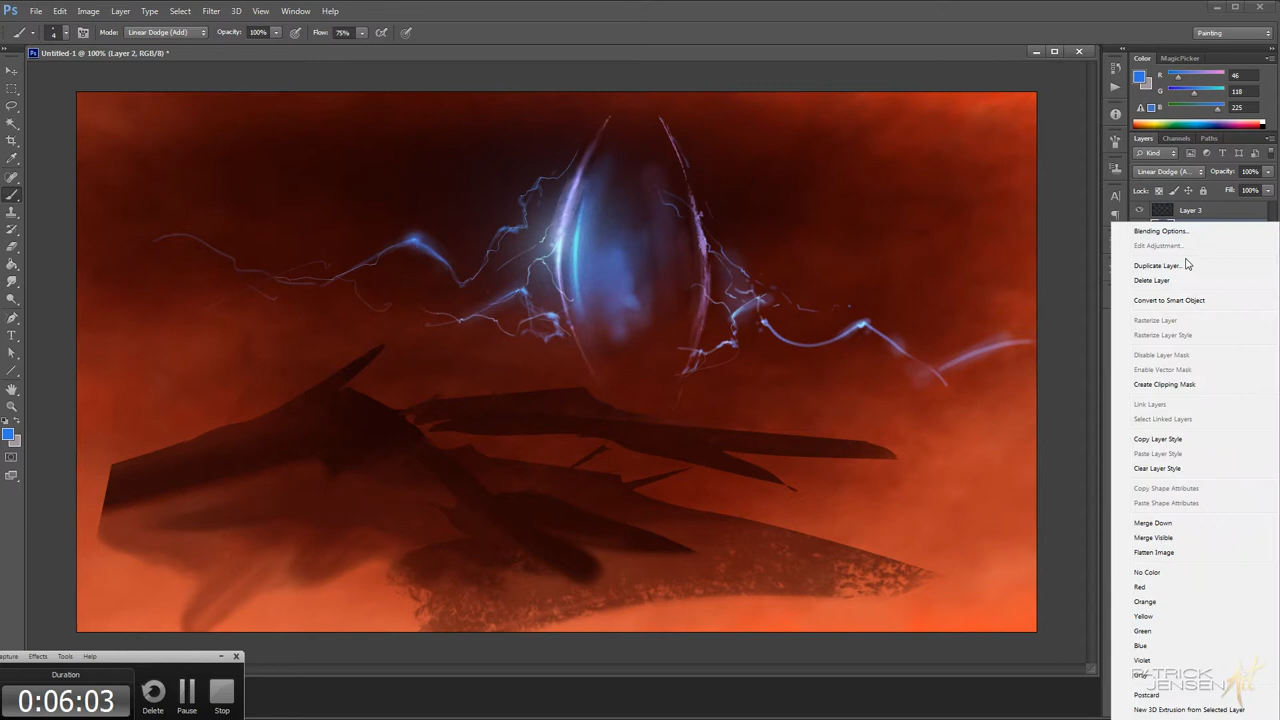 Ps File Edit Image Layer Type Select Filter 3D View Window Help
4 Mode: Linear Dodge (Add) Opacity: 100% Flow: 75% Painting
Untitled-1 @ 100% (Layer 2, RGB/8) *
Color MagicPicker
R 46
G 118
B 225
Layers Channels Paths
Kind
Linear Dodge (A... Opacity: 100%
Lock: Fill: 100%
Layer 3
Blending Options...
Edit Adjustment...
Duplicate Layer...
Delete Layer
Convert to Smart Object
Rasterize Layer
Rasterize Layer Style
Disable Layer Mask
Enable Vector Mask
Create Clipping Mask
Link Layers
Select Linked Layers
Copy Layer Style
Paste Layer Style
Clear Layer Style
Copy Shape Attributes
Paste Shape Attributes
Merge Down
Merge Visible
Flatten Image
No Color
Red
Orange
Yellow
Green
Blue
Violet
Gray
Postcard
New 3D Extrusion from Selected Layer
PATRICK
JENSEN Art
apture Effects Tools Help
Duration
0:06:03
Delete Pause Stop